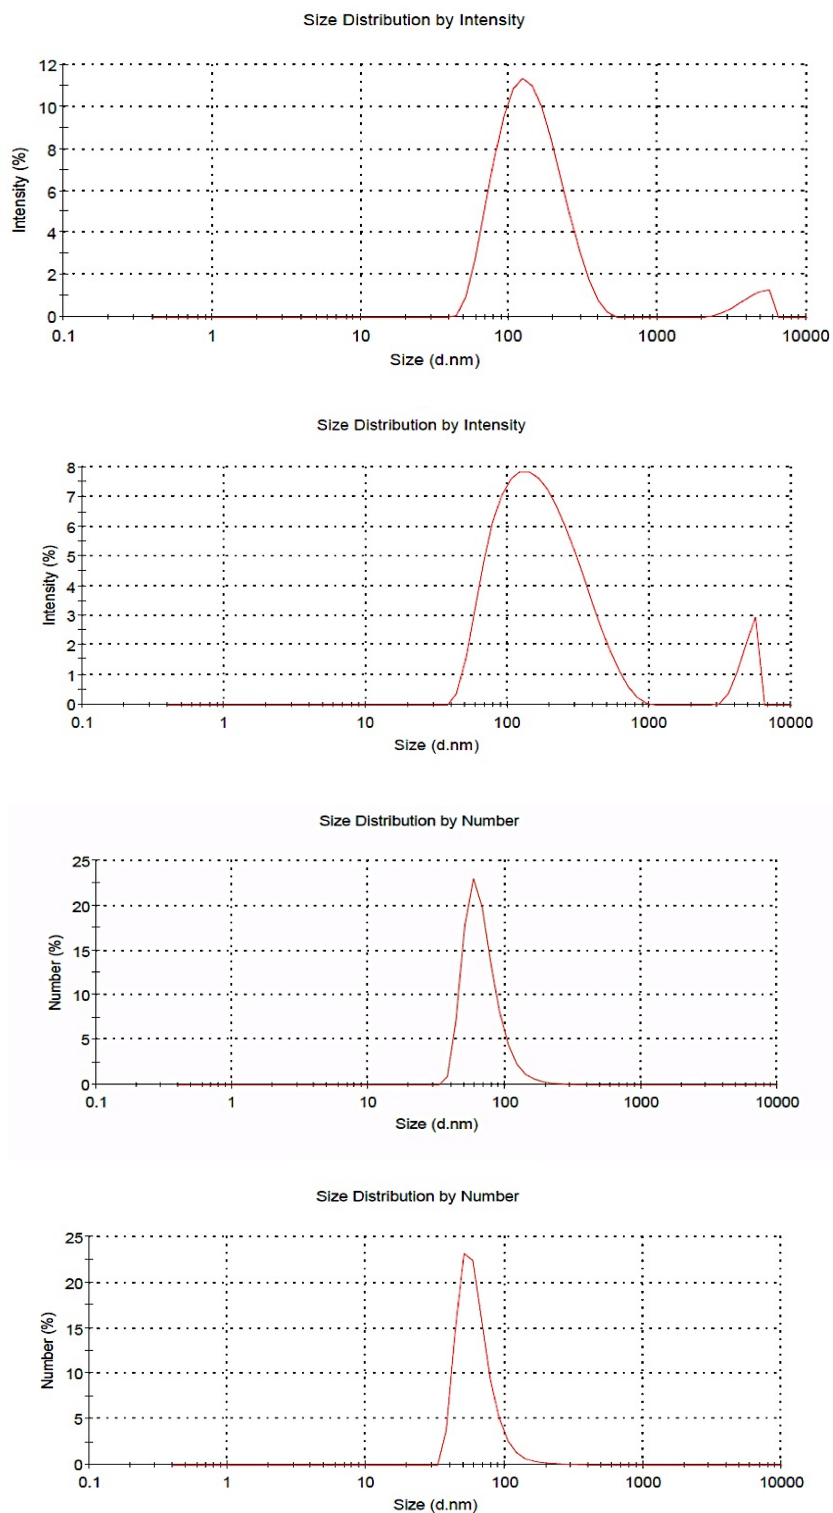 Size Distribution by Intensity
12
10
8
6
4
2
0
Intensity (%)
0.1 1 10 100 1000 10000
Size (d.nm)
Size Distribution by Intensity
8
7
6
5
4
3
2
1
0
Intensity (%)
0.1 1 10 100 1000 10000
Size (d.nm)
Size Distribution by Number
25
20
15
10
5
0
Number (%)
0.1 1 10 100 1000 10000
Size (d.nm)
Size Distribution by Number
25
20
15
10
5
0
Number (%)
0.1 1 10 100 1000 10000
Size (d.nm)